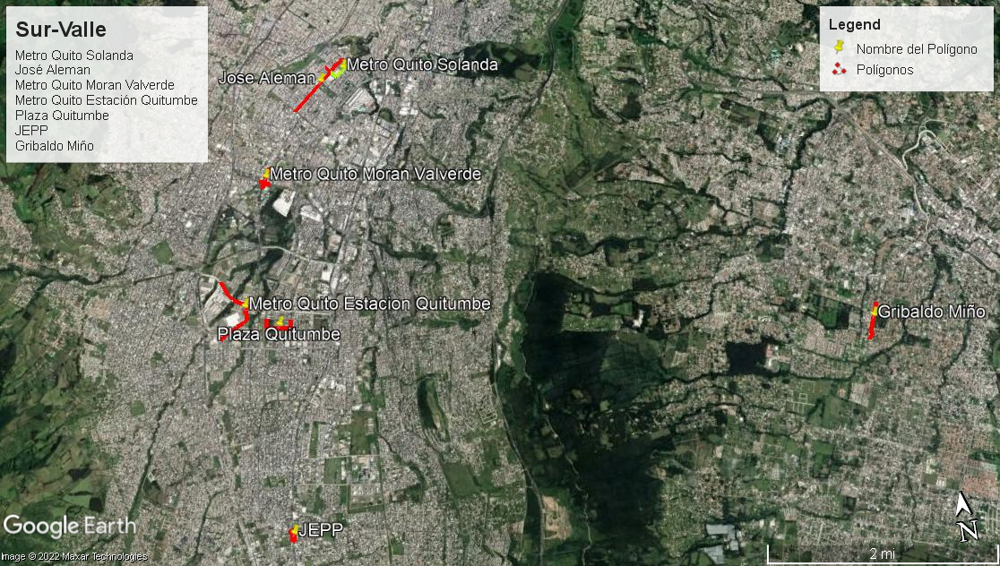 Sur-Valle
Metro Quito Solanda
José Aleman
Metro Quito Moran Valverde
Metro Quito Estación Quitumbe
Plaza Quitumbe
JEPP
Gribaldo Miño
Legend
Nombre del Polígono
Polígonos
Metro Quito Solanda
Jose Aleman
Metro Quito Moran Valverde
Metro Quito Estacion Quitumbe
Gribaldo Miño
Plaza Quitumbe
JEPP
Google Earth
Image © 2022 Maxar Technologies
N
2 mi